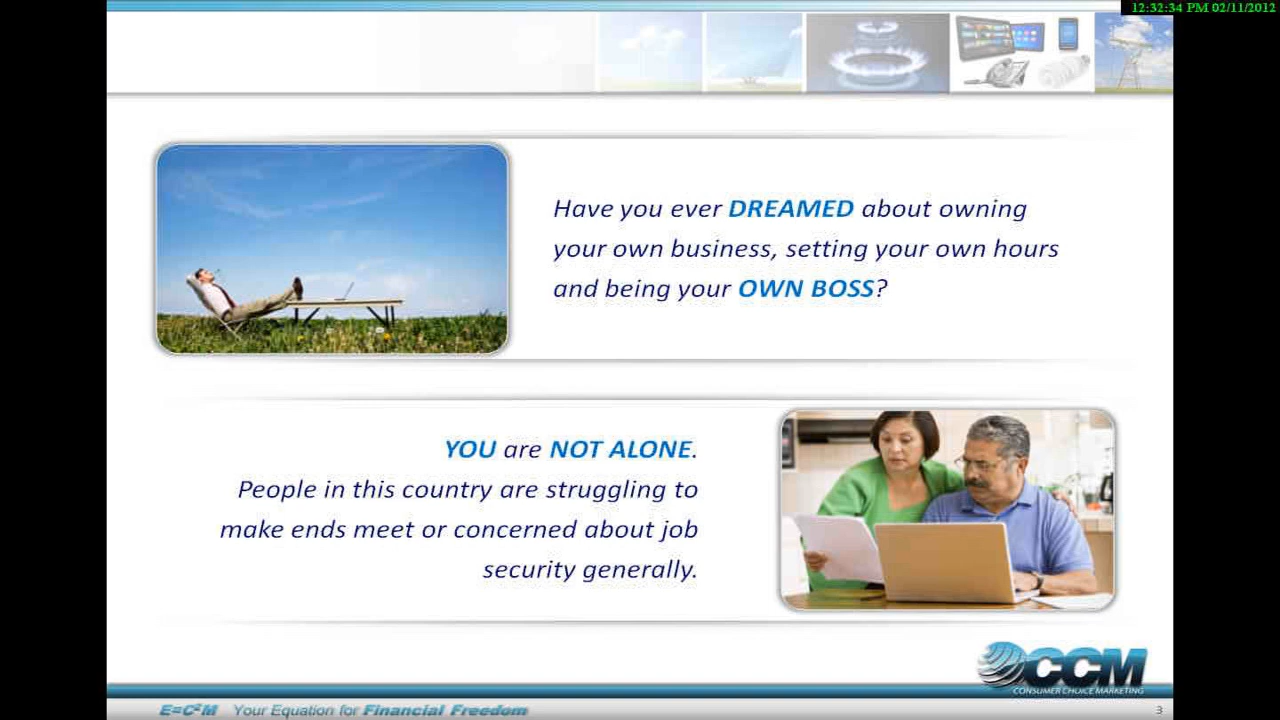 12:32:34 PM 02/11/2012
Have you ever DREAMED about owning
your own business, setting your own hours
and being your OWN BOSS?
YOU are NOT ALONE.
People in this country are struggling to
make ends meet or concerned about job
security generally.
CCM
CONSUMER CHOICE MARKETING
E=C²M Your Equation for Financial Freedom
3